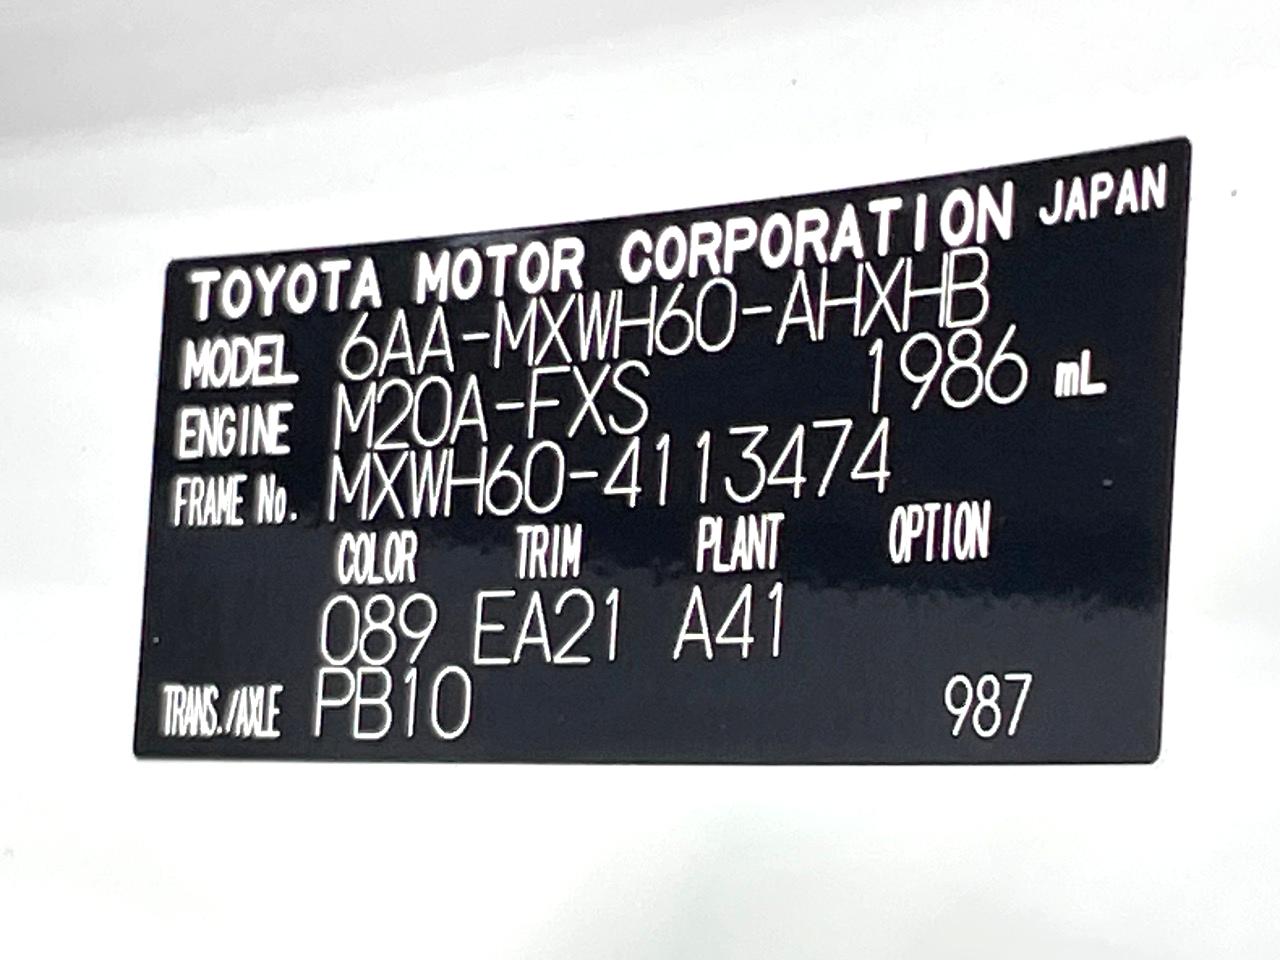 TOYOTA MOTOR CORPORATION JAPAN
MODEL 6AA-MXWH60-AHXHB
ENGINE M20A-FXS 1986 mL
FRAME No. MXWH60-4113474
COLOR TRIM PLANT OPTION
089 EA21 A41
TRANS./AXLE PB10 987